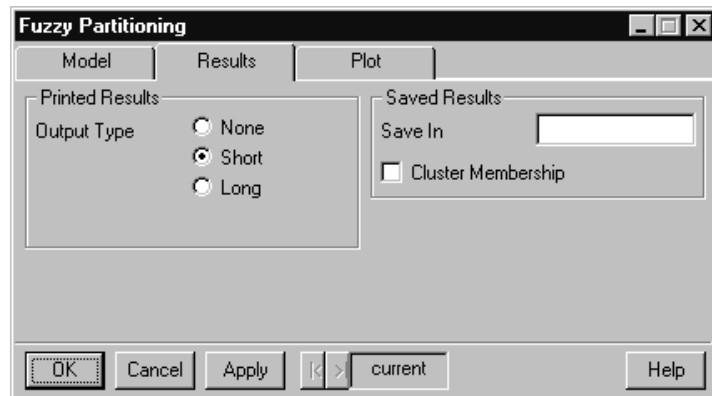 Fuzzy Partitioning
Model
Results
Plot
Printed Results
Output Type
None
Short
Long
Saved Results
Save In
Cluster Membership
OK
Cancel
Apply
current
Help